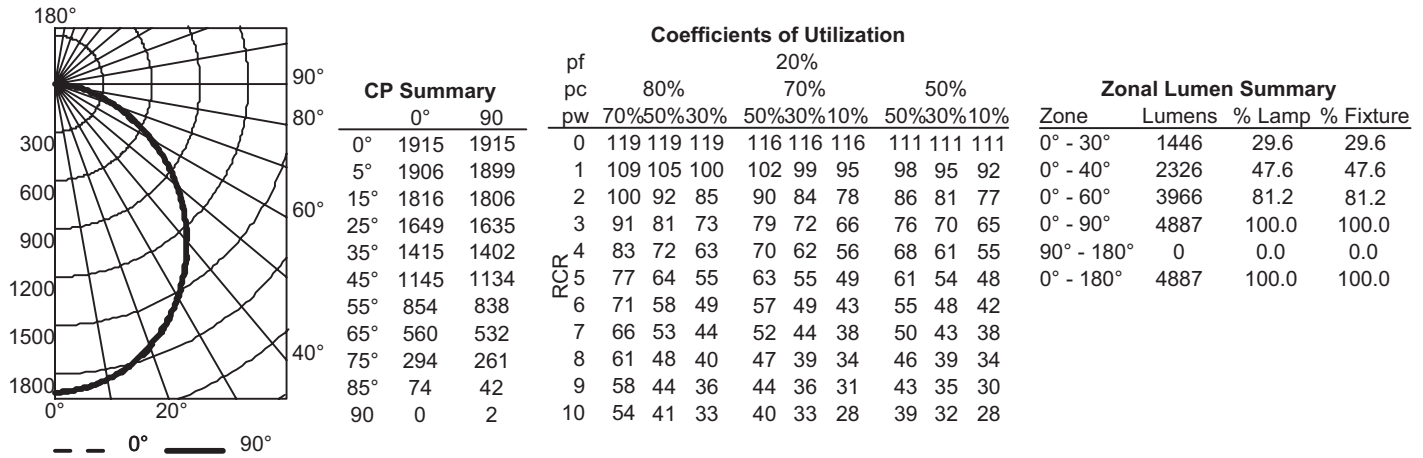 180°
90°
80°
60°
40°
300
600
900
1200
1500
1800
0° 20°
0° 90°
CP Summary
0° 90
0° 1915 1915
5° 1906 1899
15° 1816 1806
25° 1649 1635
35° 1415 1402
45° 1145 1134
55° 854 838
65° 560 532
75° 294 261
85° 74 42
90 0 2
Coefficients of Utilization
pf 20%
pc 80% 70% 50%
pw 70%50%30% 50%30%10% 50%30%10%
RCR
0 119 119 119 116 116 116 111 111 111
1 109 105 100 102 99 95 98 95 92
2 100 92 85 90 84 78 86 81 77
3 91 81 73 79 72 66 76 70 65
4 83 72 63 70 62 56 68 61 55
5 77 64 55 63 55 49 61 54 48
6 71 58 49 57 49 43 55 48 42
7 66 53 44 52 44 38 50 43 38
8 61 48 40 47 39 34 46 39 34
9 58 44 36 44 36 31 43 35 30
10 54 41 33 40 33 28 39 32 28
Zonal Lumen Summary
Zone Lumens % Lamp % Fixture
0° - 30° 1446 29.6 29.6
0° - 40° 2326 47.6 47.6
0° - 60° 3966 81.2 81.2
0° - 90° 4887 100.0 100.0
90° - 180° 0 0.0 0.0
0° - 180° 4887 100.0 100.0